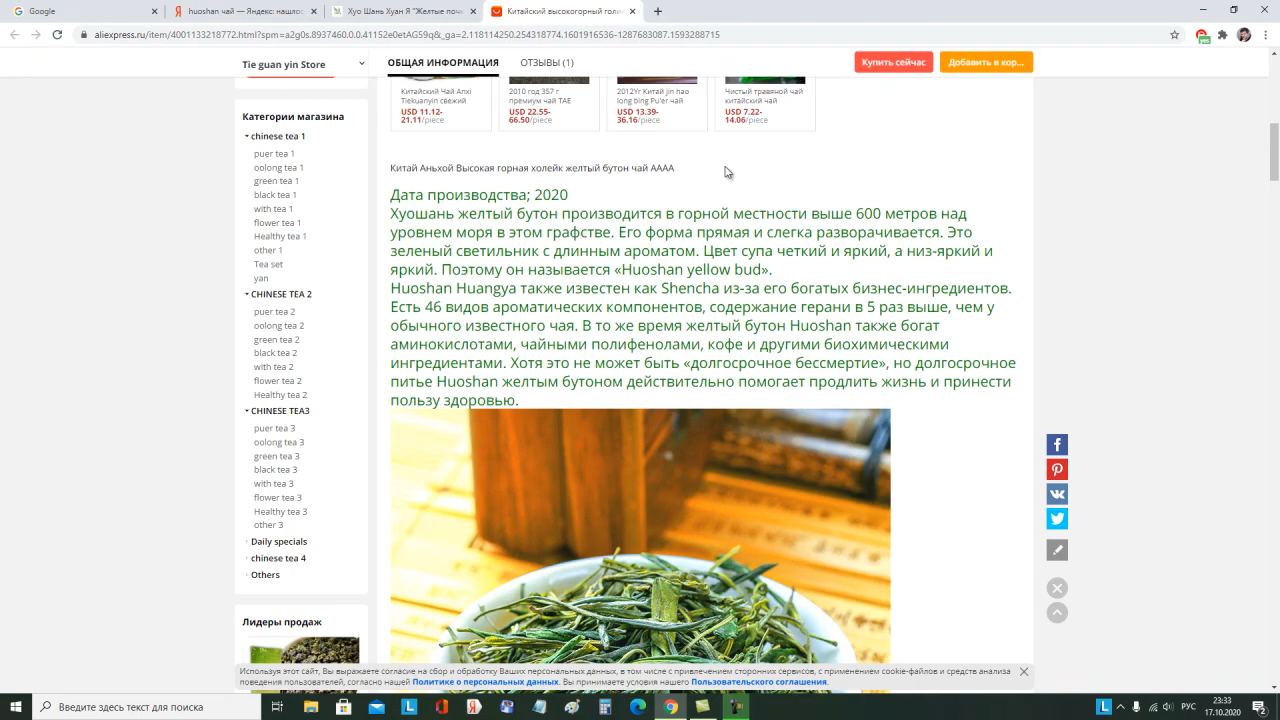 Google
huoshan чай — Яндекс нашлос
Хуо Шань Хуан Я "Желтые почк
Китайский высокогорный голи
aliexpress.ru/item/4001133218772.html?spm=a2g0s.8937460.0.0.41152e0etAG59q&_ga=2.118114250.254318774.1601916536-1287683087.1593288715
Tie guan yin Store
ОБЩАЯ ИНФОРМАЦИЯ
ОТЗЫВЫ (1)
Купить сейчас
Добавить в кор...
Китайский Чай Anxi
Tiekuanyin свежий
USD 11.12-
21.11/piece
2010 год 357 г
премиум чай TAE
USD 22.55-
66.50/piece
2012Yr Китай jin hao
long bing Pu'er чай
USD 13.39-
36.16/piece
Чистый травяной чай
китайский чай
USD 7.22-
14.06/piece
Категории магазина
chinese tea 1
puer tea 1
oolong tea 1
green tea 1
black tea 1
with tea 1
flower tea 1
Healthy tea 1
other 1
Tea set
yan
CHINESE TEA 2
puer tea 2
oolong tea 2
green tea 2
black tea 2
with tea 2
flower tea 2
Healthy tea 2
CHINESE TEA3
puer tea 3
oolong tea 3
green tea 3
black tea 3
with tea 3
flower tea 3
Healthy tea 3
other 3
Daily specials
chinese tea 4
Others
Лидеры продаж
Китай Аньхой Высокая горная холейк желтый бутон чай AAAA
Дата производства; 2020
Хуошань желтый бутон производится в горной местности выше 600 метров над
уровнем моря в этом графстве. Его форма прямая и слегка разворачивается. Это
зеленый светильник с длинным ароматом. Цвет супа четкий и яркий, а низ-яркий и
яркий. Поэтому он называется «Huoshan yellow bud».
Huoshan Huangya также известен как Shencha из-за его богатых бизнес-ингредиентов.
Есть 46 видов ароматических компонентов, содержание герани в 5 раз выше, чем у
обычного известного чая. В то же время желтый бутон Huoshan также богат
аминокислотами, чайными полифенолами, кофе и другими биохимическими
ингредиентами. Хотя это не может быть «долгосрочное бессмертие», но долгосрочное
питье Huoshan желтым бутоном действительно помогает продлить жизнь и принести
пользу здоровью.
Используя этот сайт, Вы выражаете согласие на сбор и обработку Ваших персональных данных, в том числе с привлечением сторонних сервисов, с применением cookie-файлов и средств анализа
поведения пользователей, согласно нашей Политике о персональных данных. Вы принимаете условия нашего Пользовательского соглашения.
Введите здесь текст для поиска
РУС
23:33
17.10.2020